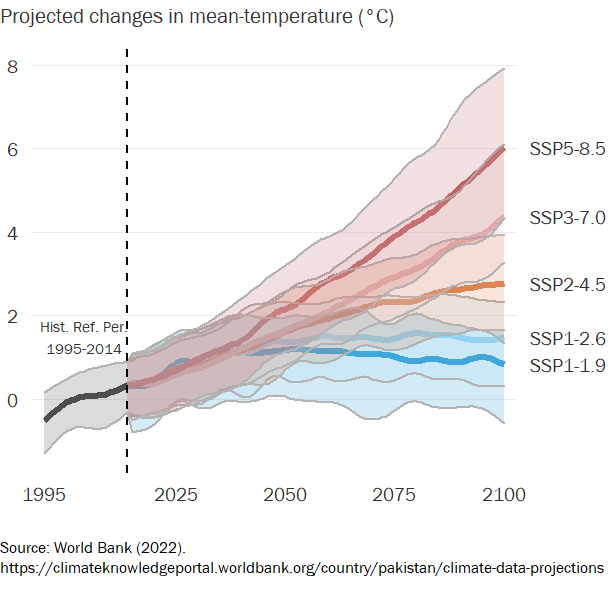 Projected changes in mean-temperature (°C)
8
6
4
2
0
Hist. Ref. Per.
1995-2014
SSP5-8.5
SSP3-7.0
SSP2-4.5
SSP1-2.6
SSP1-1.9
1995 2025 2050 2075 2100
Source: World Bank (2022).
https://climateknowledgeportal.worldbank.org/country/pakistan/climate-data-projections